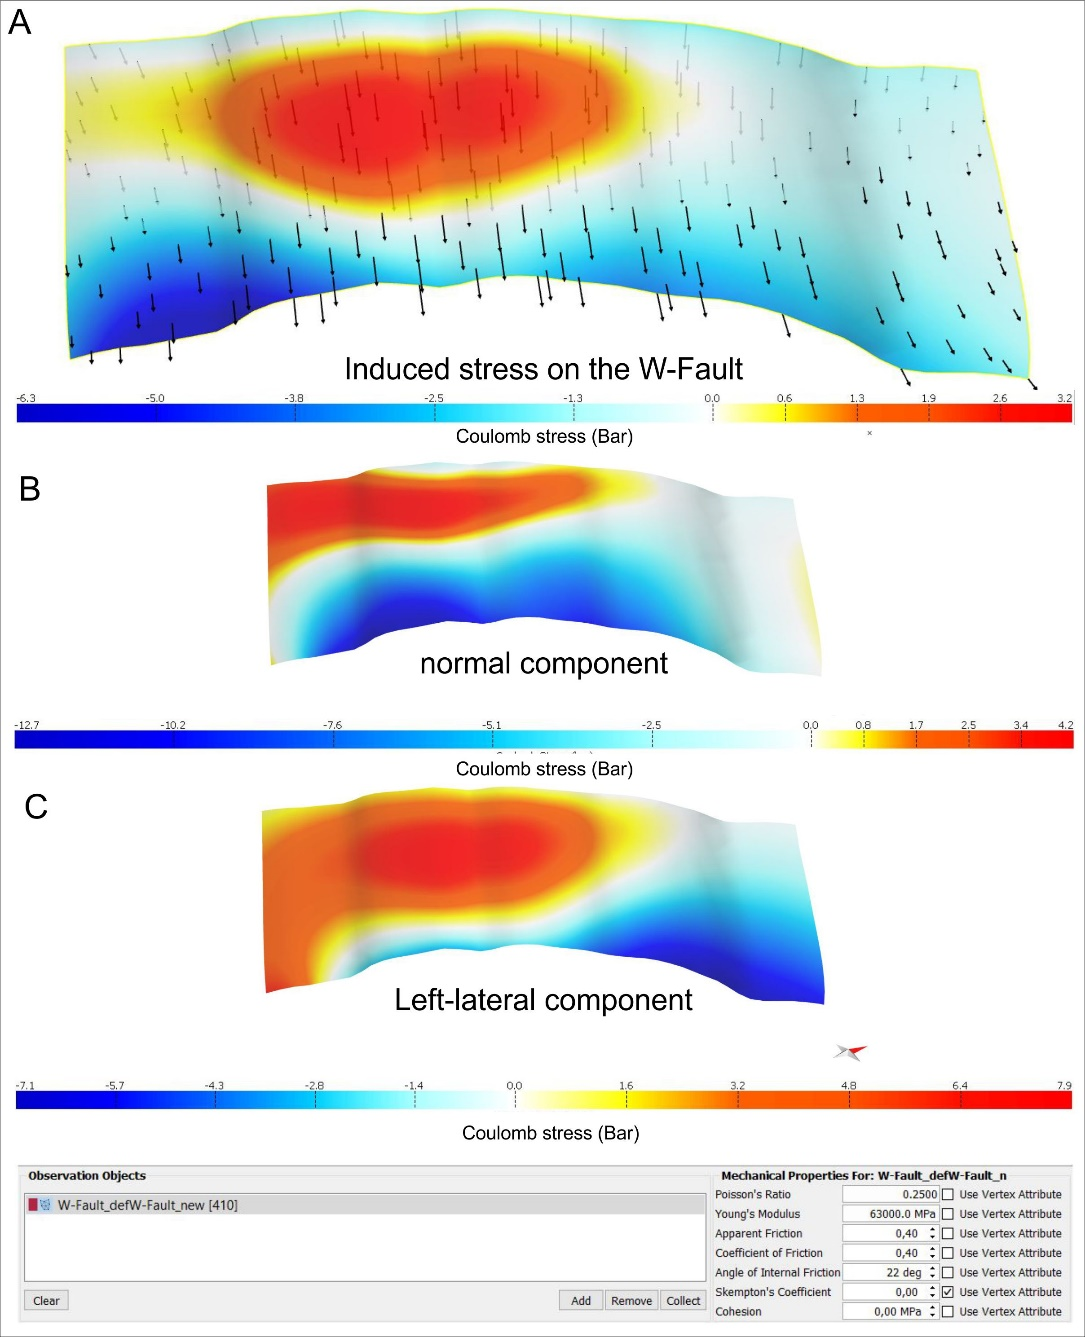 A
Induced stress on the W-Fault
-6.3 -5.0 -3.8 -2.5 -1.3 0.0 0.6 1.3 1.9 2.6 3.2
Coulomb stress (Bar)
B
normal component
-12.7 -10.2 -7.6 -5.1 -2.5 0.0 0.8 1.7 2.5 3.4 4.2
Coulomb stress (Bar)
C
Left-lateral component
-7.1 -5.7 -4.3 -2.8 -1.4 0.0 1.6 3.2 4.8 6.4 7.9
Coulomb stress (Bar)
Observation Objects
W-Fault_defW-Fault_new [410]
Clear Add Remove Collect
Mechanical Properties For: W-Fault_defW-Fault_n
Poisson's Ratio 0.2500 Use Vertex Attribute
Young's Modulus 63000.0 MPa Use Vertex Attribute
Apparent Friction 0,40 Use Vertex Attribute
Coefficient of Friction 0,40 Use Vertex Attribute
Angle of Internal Friction 22 deg Use Vertex Attribute
Skempton's Coefficient 0,00 Use Vertex Attribute
Cohesion 0,00 MPa Use Vertex Attribute